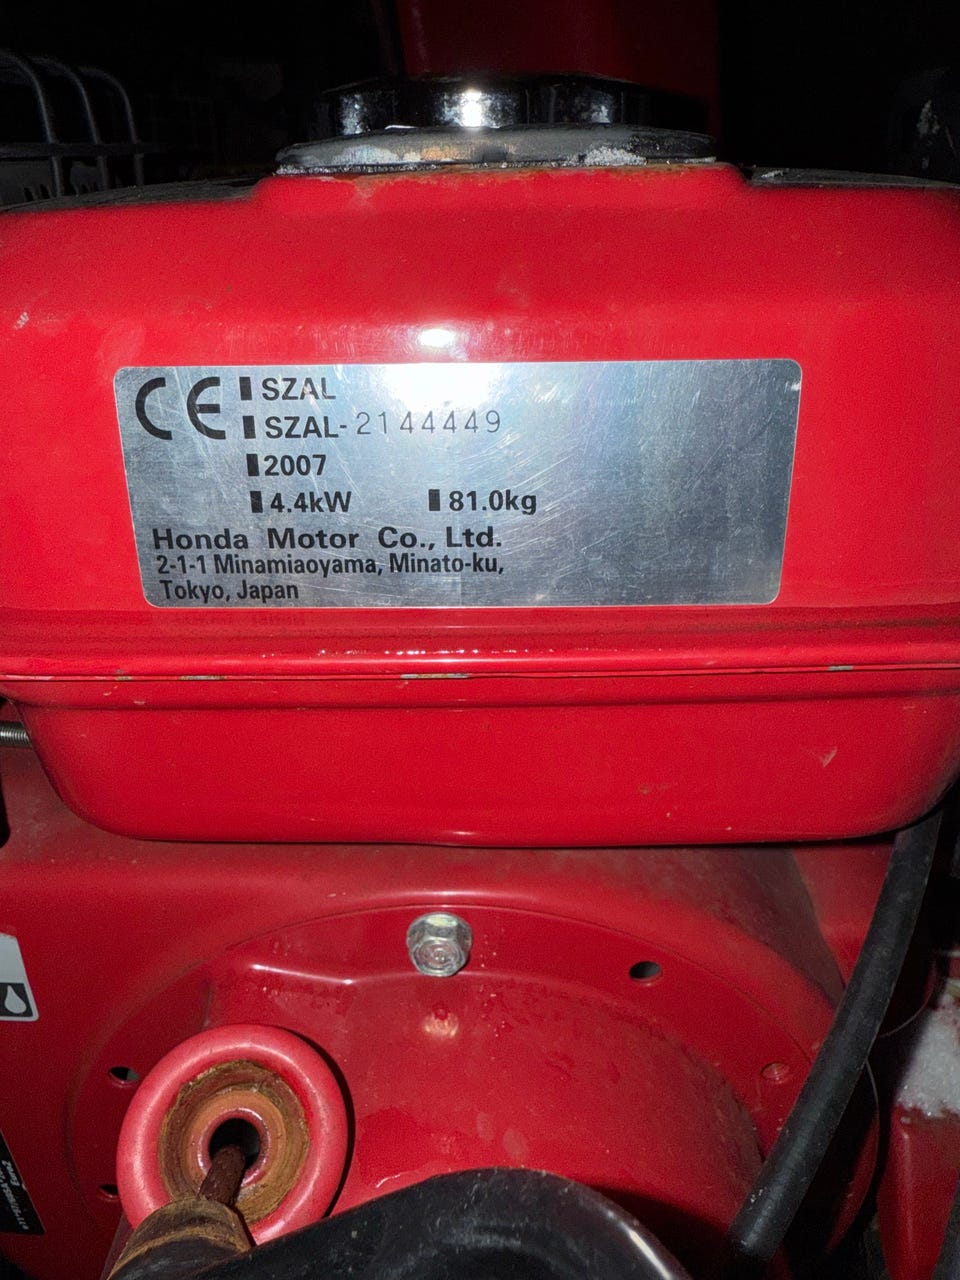 CE SZAL
SZAL-2144449
2007
4.4kW 81.0kg
Honda Motor Co., Ltd.
2-1-1 Minamiaoyama, Minato-ku,
Tokyo, Japan